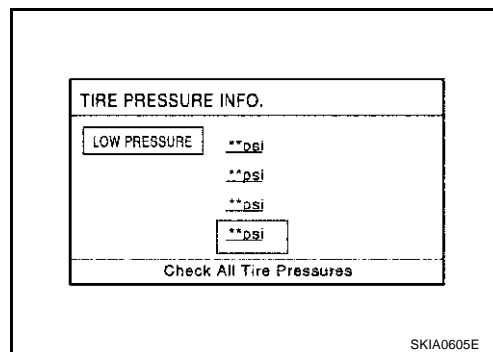 TIRE PRESSURE INFO.
LOW PRESSURE **psi
**psi
**psi
**psi
Check All Tire Pressures
SKIA0605E